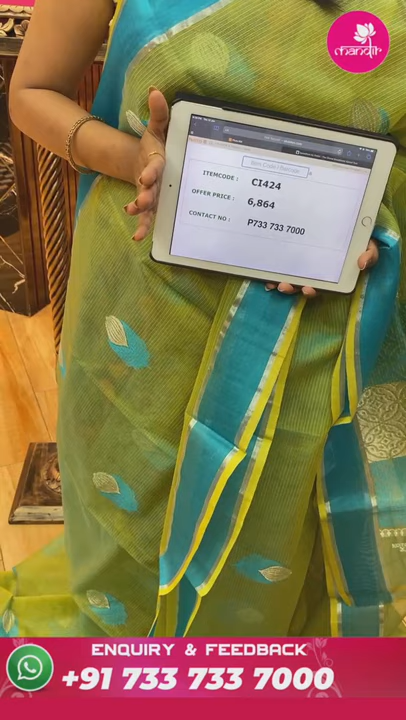 mandir
ITEMCODE : CI424
OFFER PRICE : 6,864
CONTACT NO : P733 733 7000
ENQUIRY & FEEDBACK
+91 733 733 7000